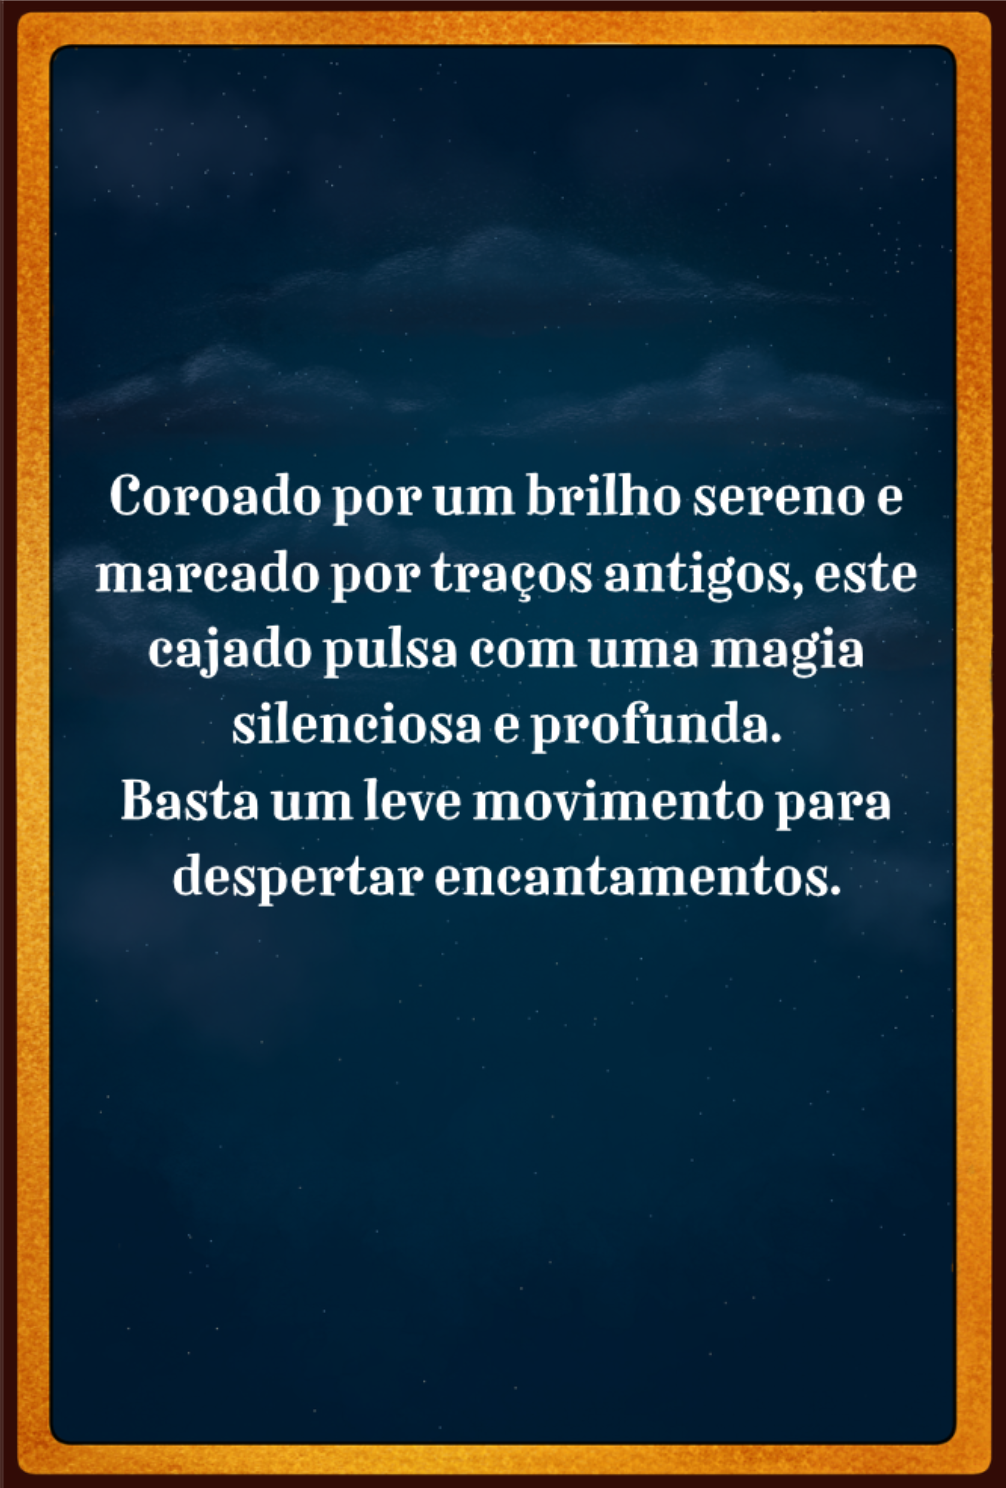 Coroado por um brilho sereno e
marcado por traços antigos, este
cajado pulsa com uma magia
silenciosa e profunda.
Basta um leve movimento para
despertar encantamentos.